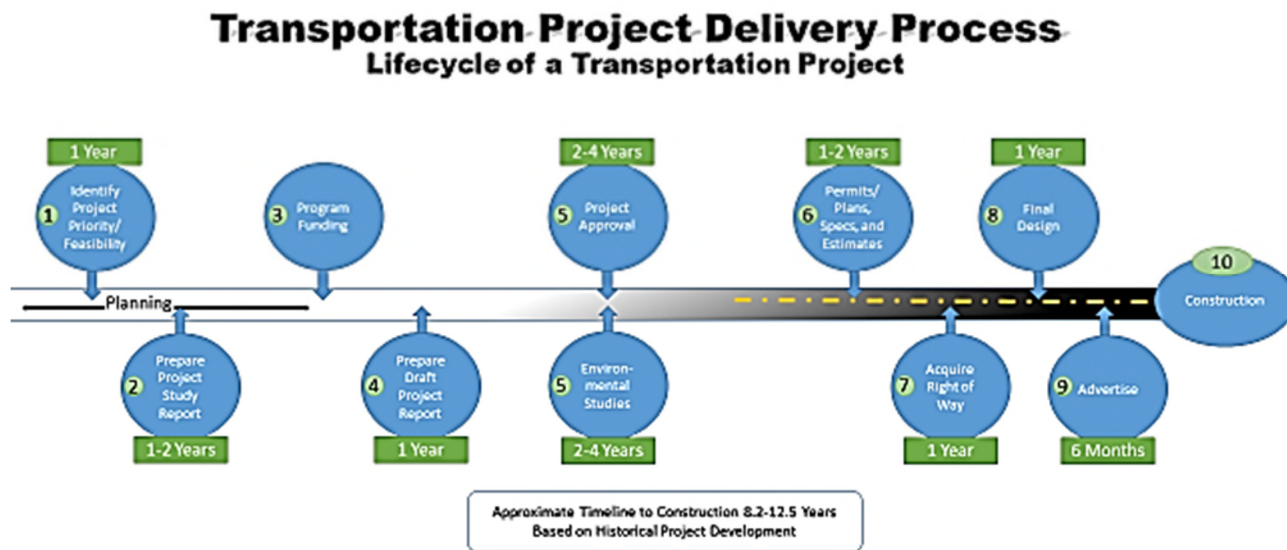 Transportation Project Delivery Process
Lifecycle of a Transportation Project
1 Year
1
Identify
Project
Priority/
Feasibility
3
Program
Funding
2-4 Years
5
Project
Approval
1-2 Years
6
Permits/
Plans,
Specs, and
Estimates
1 Year
8
Final
Design
10
Construction
Planning
2
Prepare
Project
Study
Report
1-2 Years
4
Prepare
Draft
Project
Report
1 Year
5
Environ-
mental
Studies
2-4 Years
7
Acquire
Right of
Way
1 Year
9
Advertise
6 Months
Approximate Timeline to Construction 8.2-12.5 Years
Based on Historical Project Development